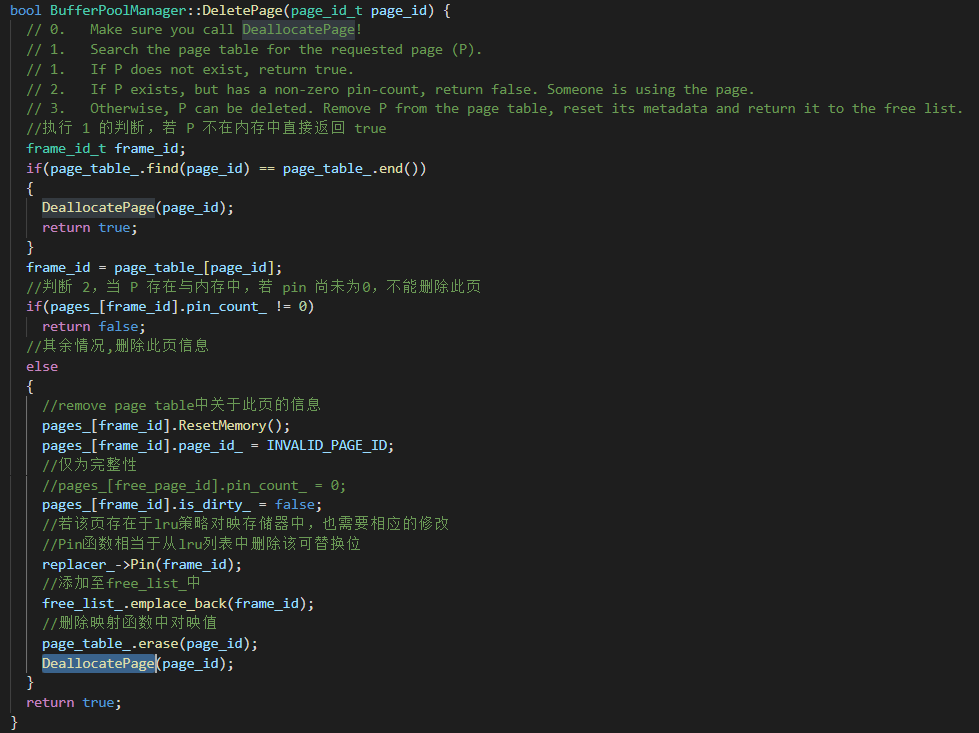 bool BufferPoolManager::DeletePage(page_id_t page_id) {
  // 0.   Make sure you call DeallocatePage!
  // 1.   Search the page table for the requested page (P).
  // 1.   If P does not exist, return true.
  // 2.   If P exists, but has a non-zero pin-count, return false. Someone is using the page.
  // 3.   Otherwise, P can be deleted. Remove P from the page table, reset its metadata and return it to the free list.
  //执行 1 的判断，若 P 不在内存中直接返回 true
  frame_id_t frame_id;
  if(page_table_.find(page_id) == page_table_.end())
  {
    DeallocatePage(page_id);
    return true;
  }
  frame_id = page_table_[page_id];
  //判断 2，当 P 存在与内存中，若 pin 尚未为0，不能删除此页
  if(pages_[frame_id].pin_count_ != 0)
    return false;
  //其余情况,删除此页信息
  else
  {
    //remove page table中关于此页的信息
    pages_[frame_id].ResetMemory();
    pages_[frame_id].page_id_ = INVALID_PAGE_ID;
    //仅为完整性
    //pages_[free_page_id].pin_count_ = 0;
    pages_[frame_id].is_dirty_ = false;
    //若该页存在于lru策略对映存储器中，也需要相应的修改
    //Pin函数相当于从lru列表中删除该可替换位
    replacer_->Pin(frame_id);
    //添加至free_list_中
    free_list_.emplace_back(frame_id);
    //删除映射函数中对映值
    page_table_.erase(page_id);
    DeallocatePage(page_id);
  }
  return true;
}